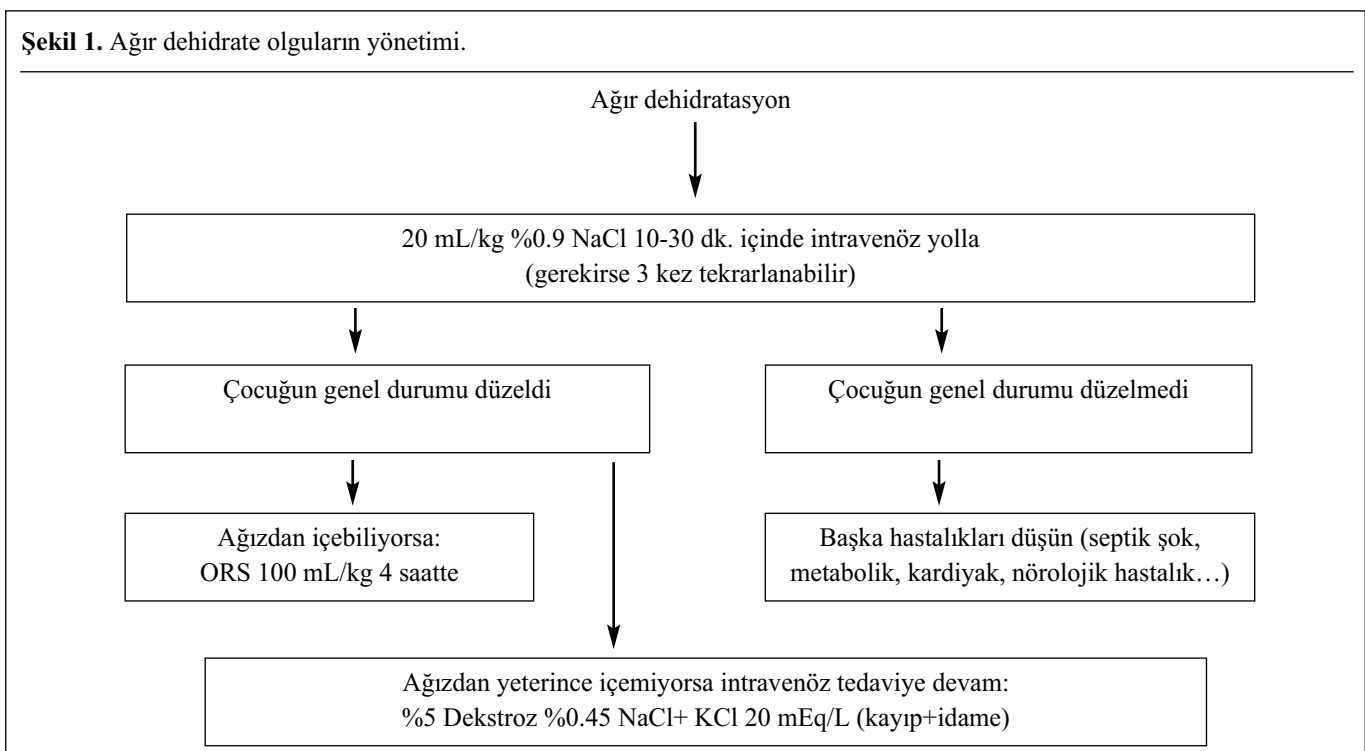 Şekil 1. Ağır dehidrate olguların yönetimi.
Ağır dehidratasyon
20 mL/kg %0.9 NaCl 10-30 dk. içinde intravenöz yolla
(gerekirse 3 kez tekrarlanabilir)
Çocuğun genel durumu düzeldi
Çocuğun genel durumu düzelmedi
Ağızdan içebiliyorsa:
ORS 100 mL/kg 4 saatte
Başka hastalıkları düşün (septik şok,
metabolik, kardiyak, nörolojik hastalık…)
Ağızdan yeterince içemiyorsa intravenöz tedaviye devam:
%5 Dekstroz %0.45 NaCl+ KCl 20 mEq/L (kayıp+idame)